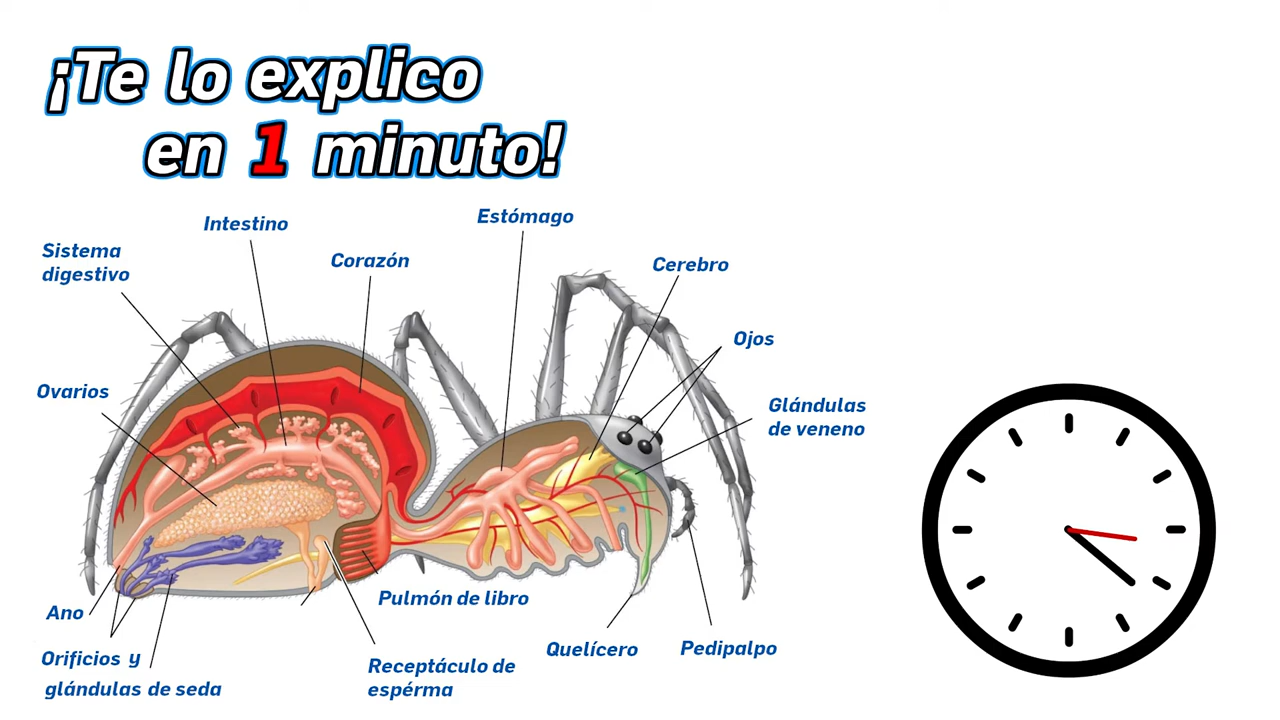 ¡Te lo explico
en 1 minuto!
Estómago
Intestino
Sistema
digestivo
Corazón
Cerebro
Ojos
Ovarios
Glándulas
de veneno
Pulmón de libro
Ano
Quelícero
Pedipalpo
Orificios y
glándulas de seda
Receptáculo de
espérma